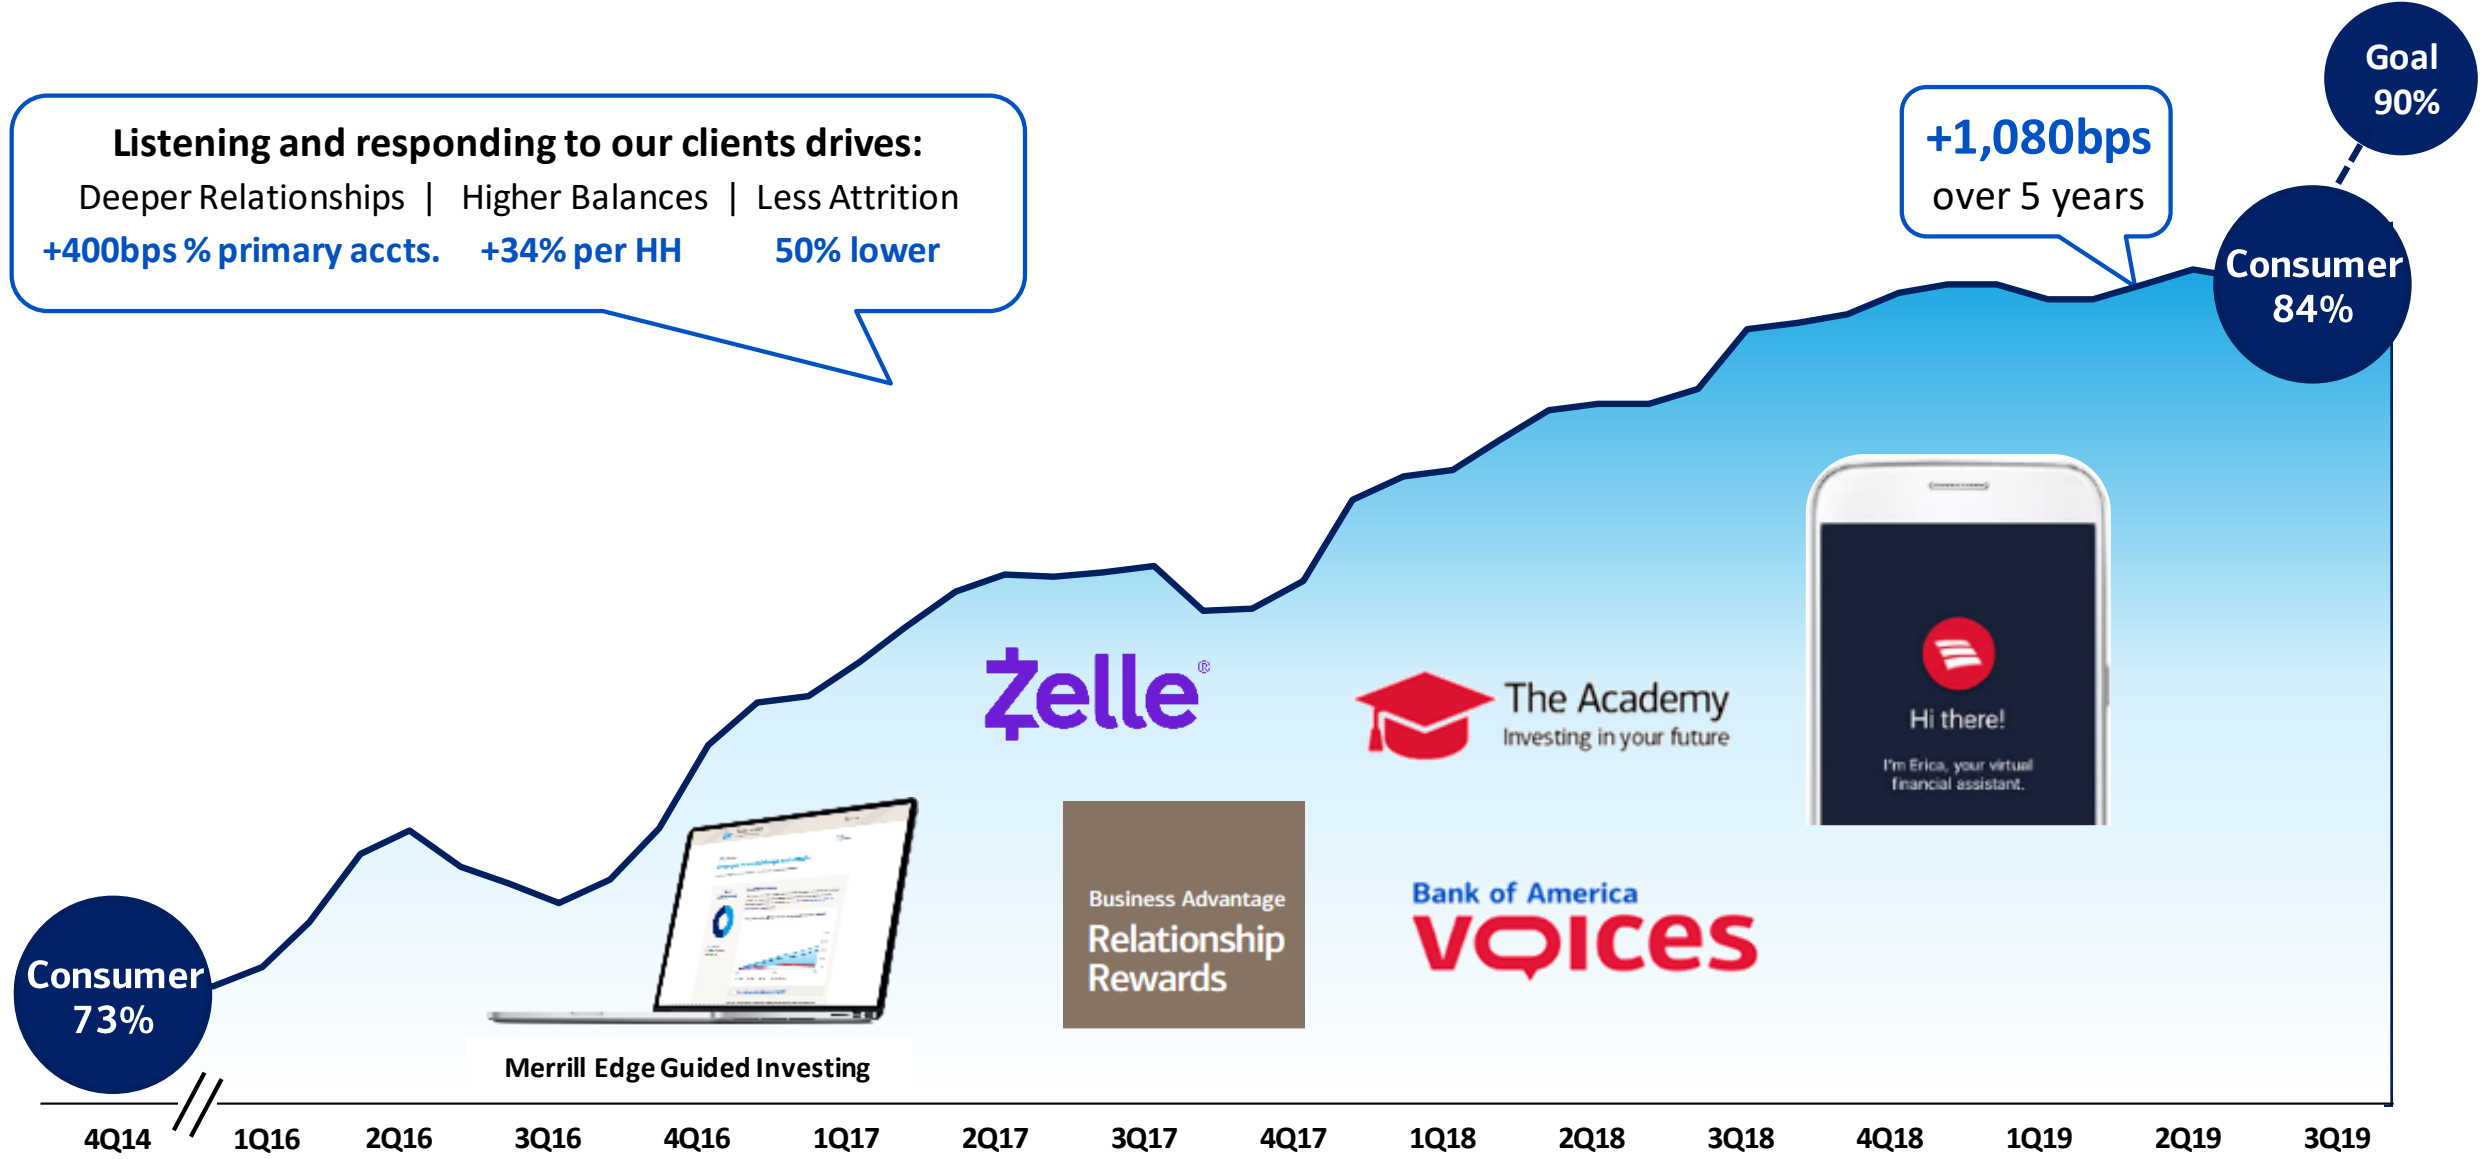 Goal
90%
Listening and responding to our clients drives:
Deeper Relationships | Higher Balances | Less Attrition
+400bps % primary accts. +34% per HH 50% lower
+1,080bps
over 5 years
Consumer
84%
Zelle®
The Academy
Investing in your future
Hi there!
I'm Erica, your virtual
financial assistant.
Business Advantage
Relationship
Rewards
Bank of America
VOICES
Consumer
73%
Merrill Edge Guided Investing
4Q14 1Q16 2Q16 3Q16 4Q16 1Q17 2Q17 3Q17 4Q17 1Q18 2Q18 3Q18 4Q18 1Q19 2Q19 3Q19